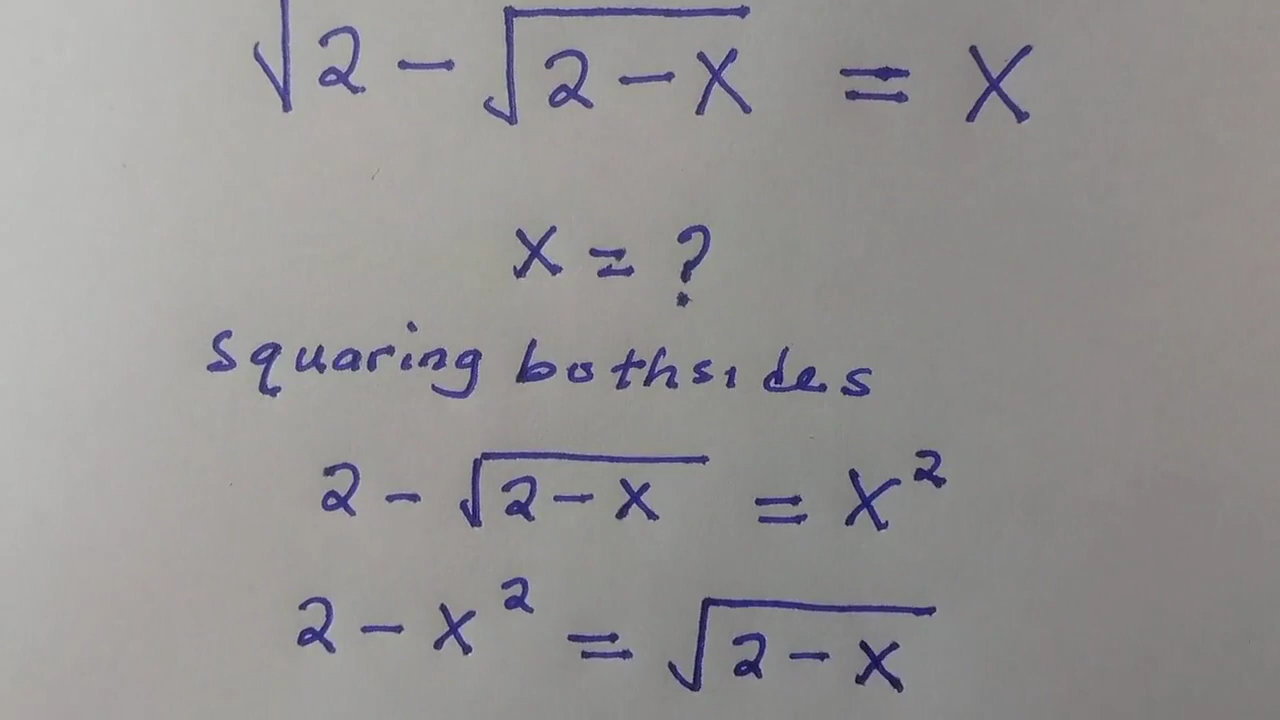 √2 - √2 - x = x
x = ?
squaring bothsides
2 - √2 - x = x²
2 - x² = √2 - x